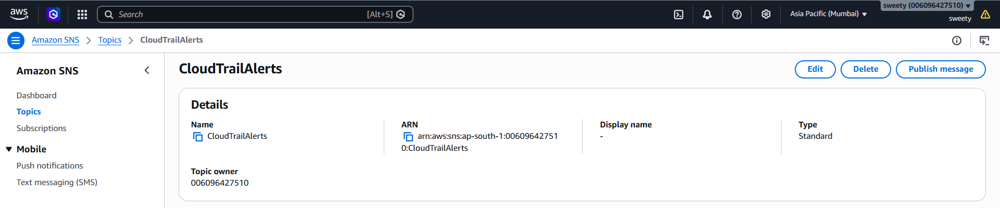 aws
Search [Alt+S]
Asia Pacific (Mumbai)
sweety (006096427510)
sweety
Amazon SNS
Topics
CloudTrailAlerts
Amazon SNS
Dashboard
Topics
Subscriptions
Mobile
Push notifications
Text messaging (SMS)
CloudTrailAlerts
Edit
Delete
Publish message
Details
Name
CloudTrailAlerts
ARN
arn:aws:sns:ap-south-1:00609642751
0:CloudTrailAlerts
Display name
-
Type
Standard
Topic owner
006096427510